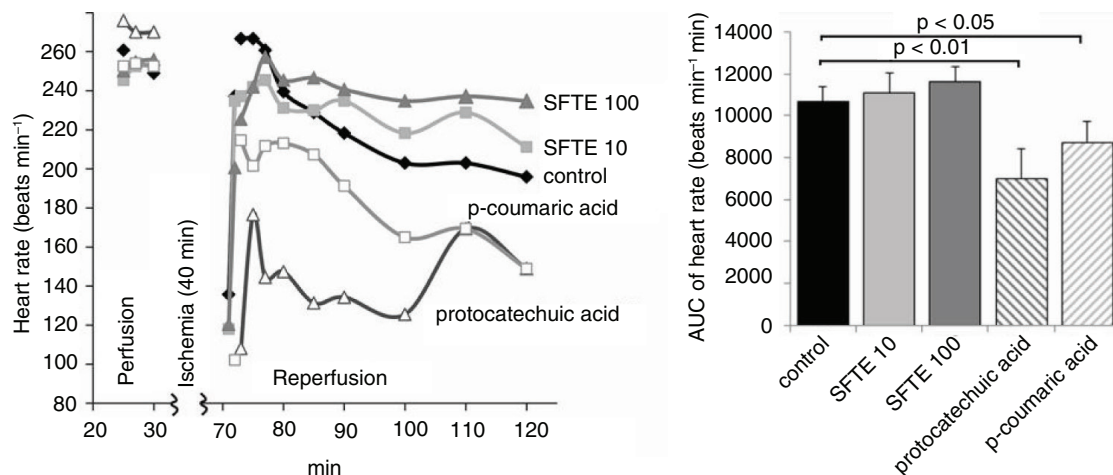 Heart rate (beats min⁻¹)
260
240
220
200
180
160
140
120
100
80
Perfusion
Ischemia (40 min)
Reperfusion
SFTE 100
SFTE 10
control
p-coumaric acid
protocatechuic acid
20
30
70
80
90
100
110
120
min
AUC of heart rate (beats min⁻¹ min)
14000
12000
10000
8000
6000
4000
2000
0
p < 0.05
p < 0.01
control
SFTE 10
SFTE 100
protocatechuic acid
p-coumaric acid